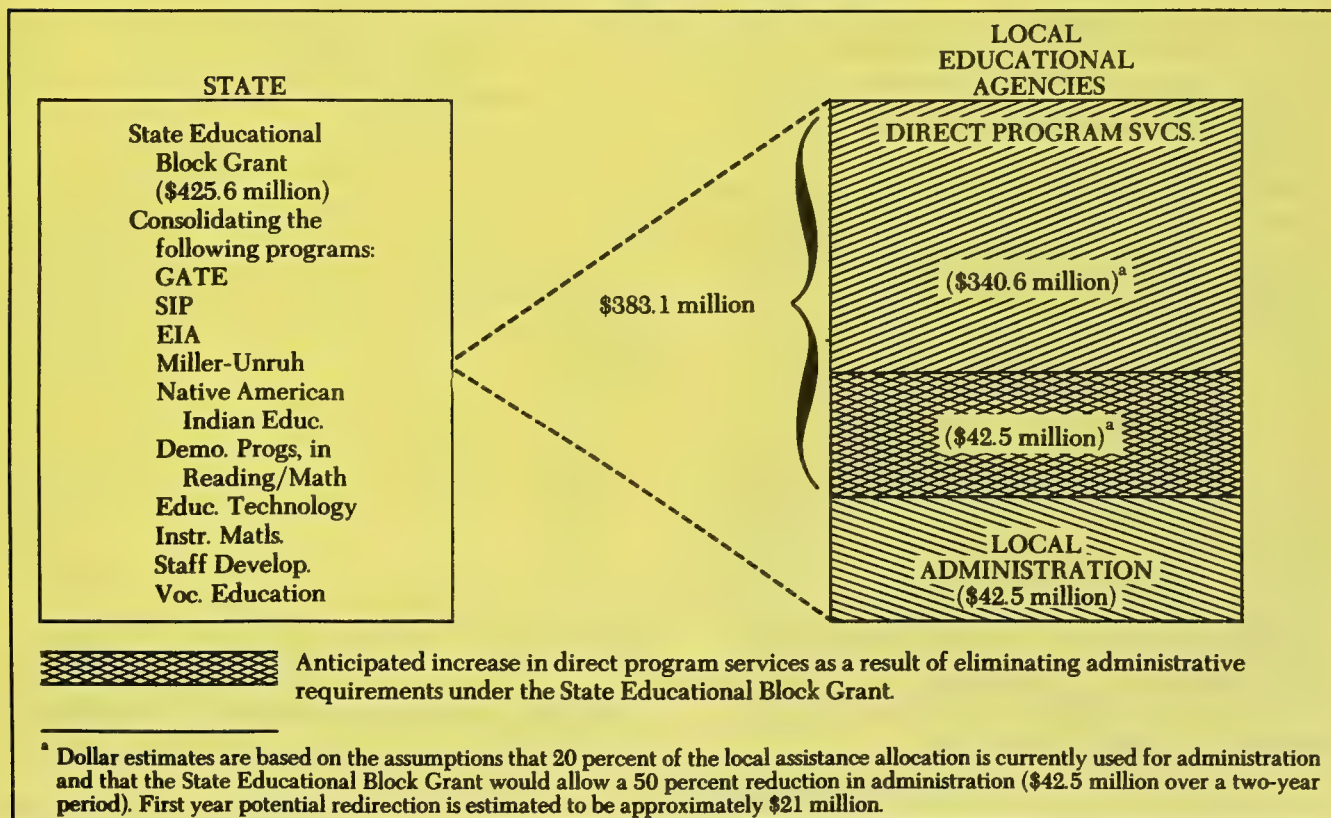 STATE
State Educational
Block Grant
($425.6 million)
Consolidating the
following programs:
GATE
SIP
EIA
Miller-Unruh
Native American
Indian Educ.
Demo. Progs, in
Reading/Math
Educ. Technology
Instr. Matls.
Staff Develop.
Voc. Education
$383.1 million
LOCAL
EDUCATIONAL
AGENCIES
DIRECT PROGRAM SVCS.
($340.6 million)ᵃ
($42.5 million)ᵃ
LOCAL
ADMINISTRATION
($42.5 million)
Anticipated increase in direct program services as a result of eliminating administrative
requirements under the State Educational Block Grant.
ᵃ Dollar estimates are based on the assumptions that 20 percent of the local assistance allocation is currently used for administration
and that the State Educational Block Grant would allow a 50 percent reduction in administration ($42.5 million over a two-year
period). First year potential redirection is estimated to be approximately $21 million.